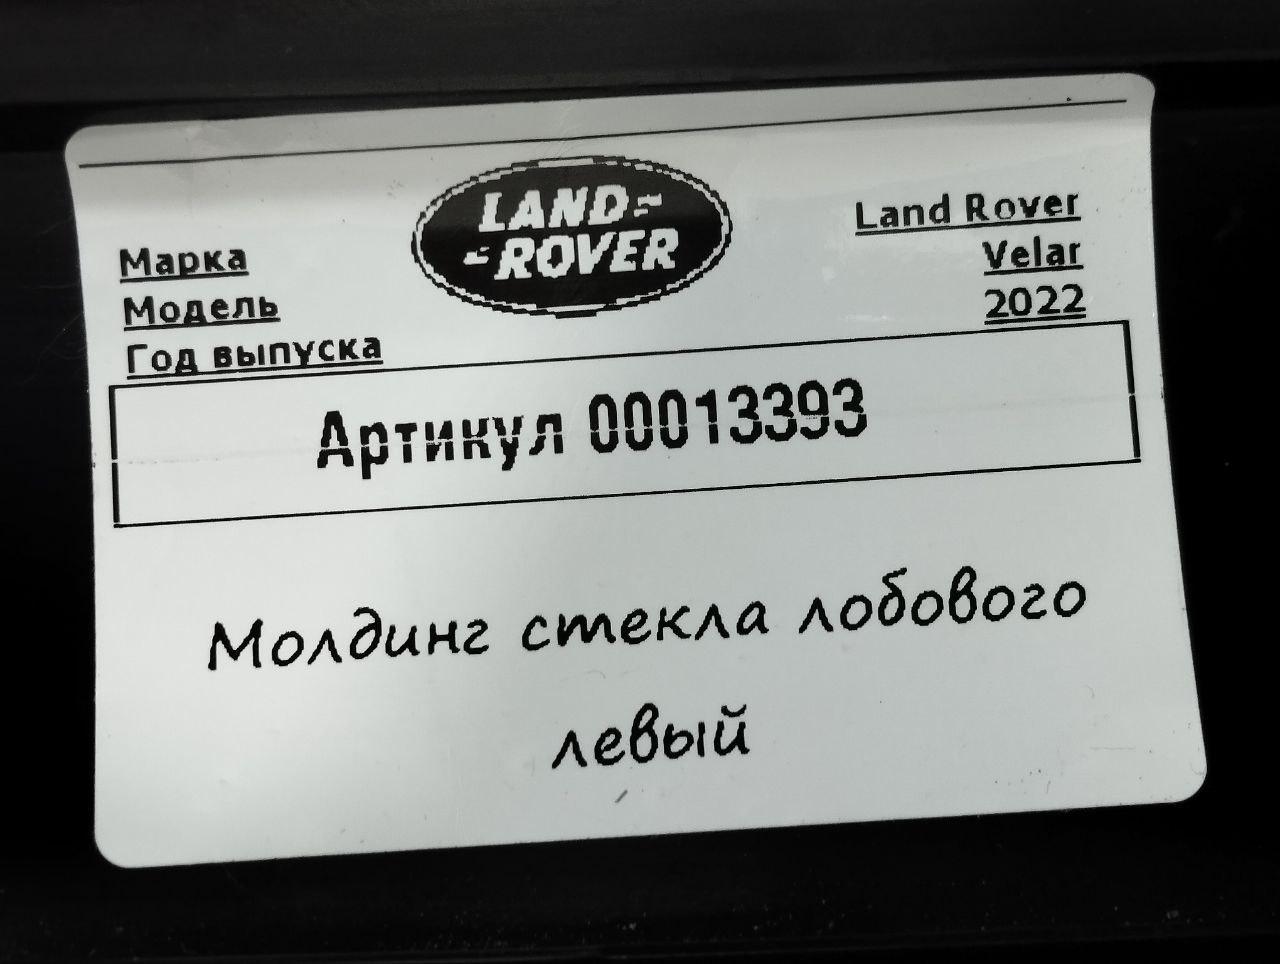 LAND
ROVER
Марка Land Rover
Модель Velar
Год выпуска 2022
Артикул 00013393
Молдинг стекла лобового
левый